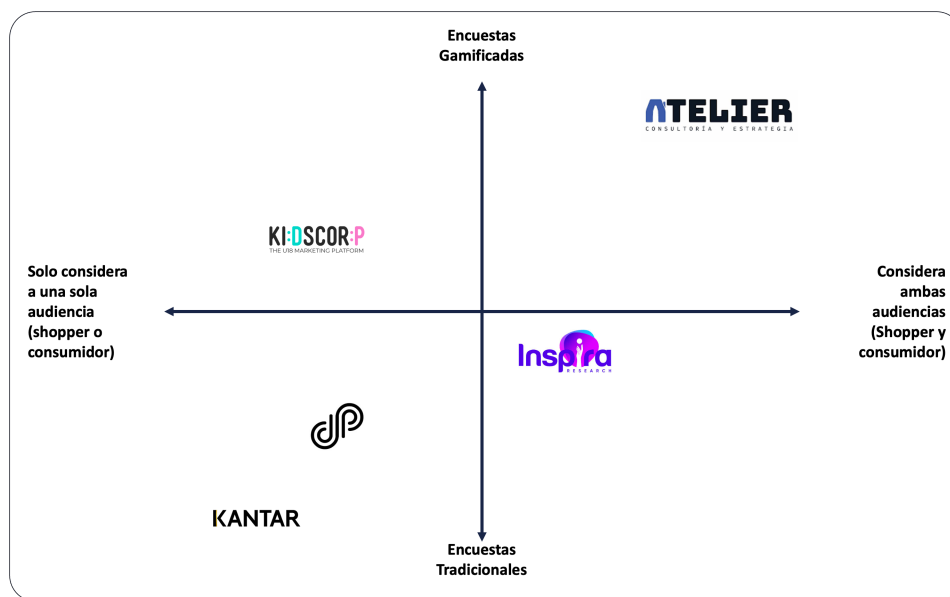 Encuestas
Gamificadas
ATELIER
CONSULTORÍA Y ESTRATEGIA
KI:DSCOR:P
THE U18 MARKETING PLATFORM
Solo considera
a una sola
audiencia
(shopper o
consumidor)
Considera
ambas
audiencias
(Shopper y
consumidor)
Inspira
RESEARCH
dp
KANTAR
Encuestas
Tradicionales